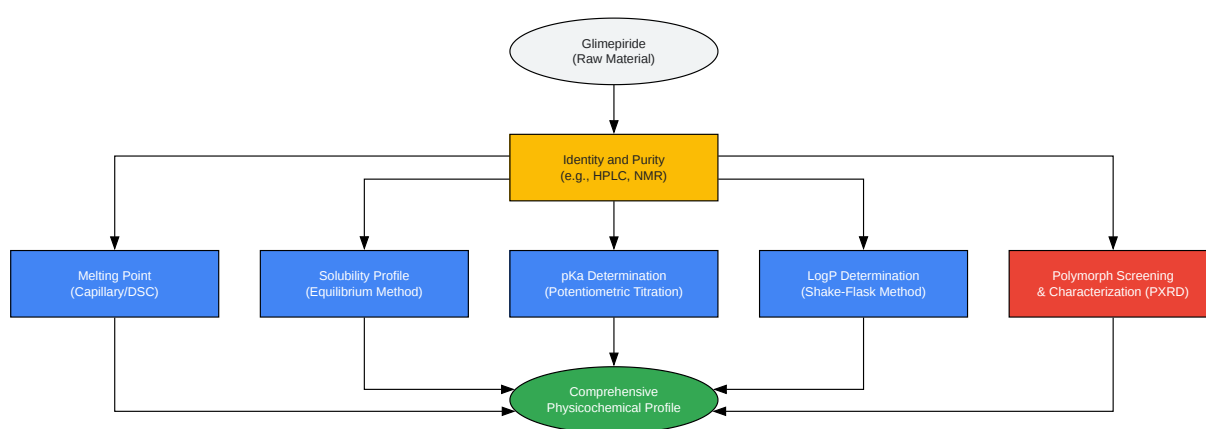 Glimepiride
(Raw Material)
Identity and Purity
(e.g., HPLC, NMR)
Melting Point
(Capillary/DSC)
Solubility Profile
(Equilibrium Method)
pKa Determination
(Potentiometric Titration)
LogP Determination
(Shake-Flask Method)
Polymorph Screening
& Characterization (PXRD)
Comprehensive
Physicochemical Profile